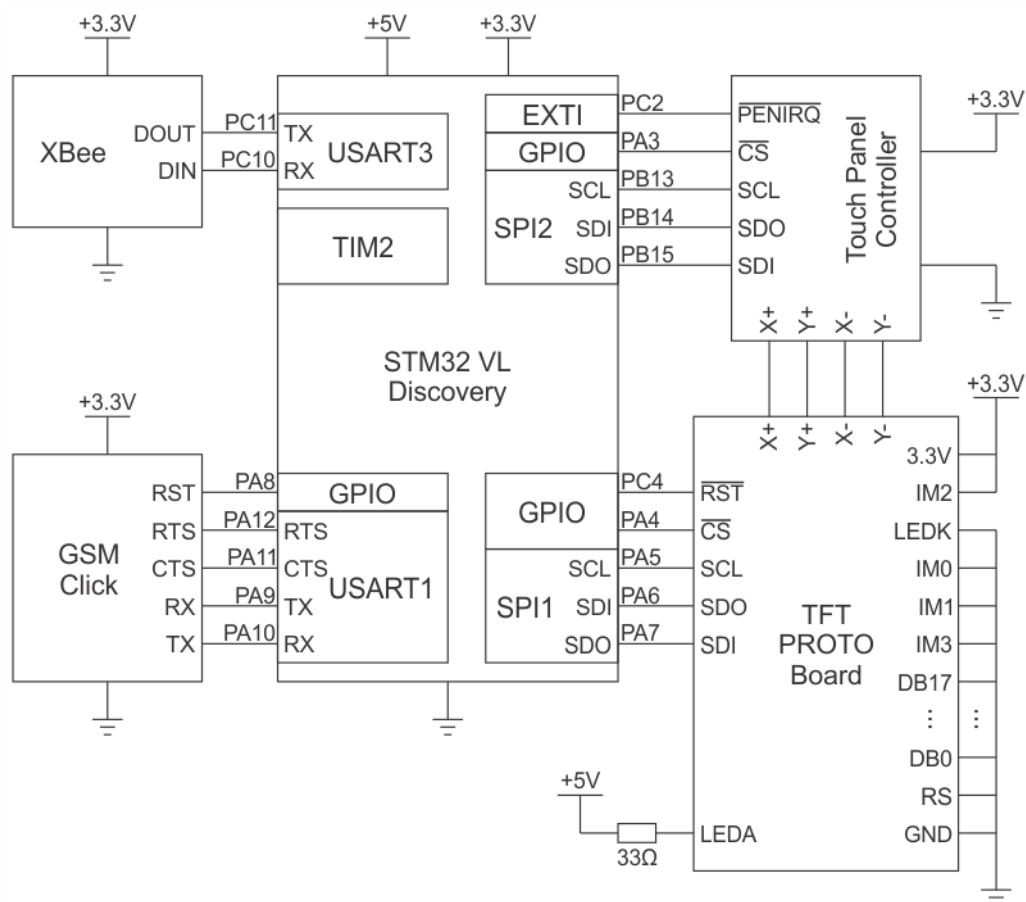 +3.3V
+5V
+3.3V
XBee
DOUT
DIN
PC11
PC10
TX
RX
USART3
TIM2
STM32 VL
Discovery
EXTI
GPIO
SPI2
SCL
SDI
SDO
PC2
PA3
PB13
PB14
PB15
PENIRQ
CS
SCL
SDO
SDI
Touch Panel
Controller
+3.3V
X+
Y+
X-
Y-
+3.3V
GSM
Click
RST
RTS
CTS
RX
TX
PA8
PA12
PA11
PA9
PA10
GPIO
RTS
CTS
TX
RX
USART1
GPIO
SPI1
SCL
SDI
SDO
PC4
PA4
PA5
PA6
PA7
X+
Y+
X-
Y-
RST
CS
SCL
SDO
SDI
TFT
PROTO
Board
+3.3V
3.3V
IM2
LEDK
IM0
IM1
IM3
DB17
⋮ ⋮
DB0
RS
GND
+5V
33Ω
LEDA